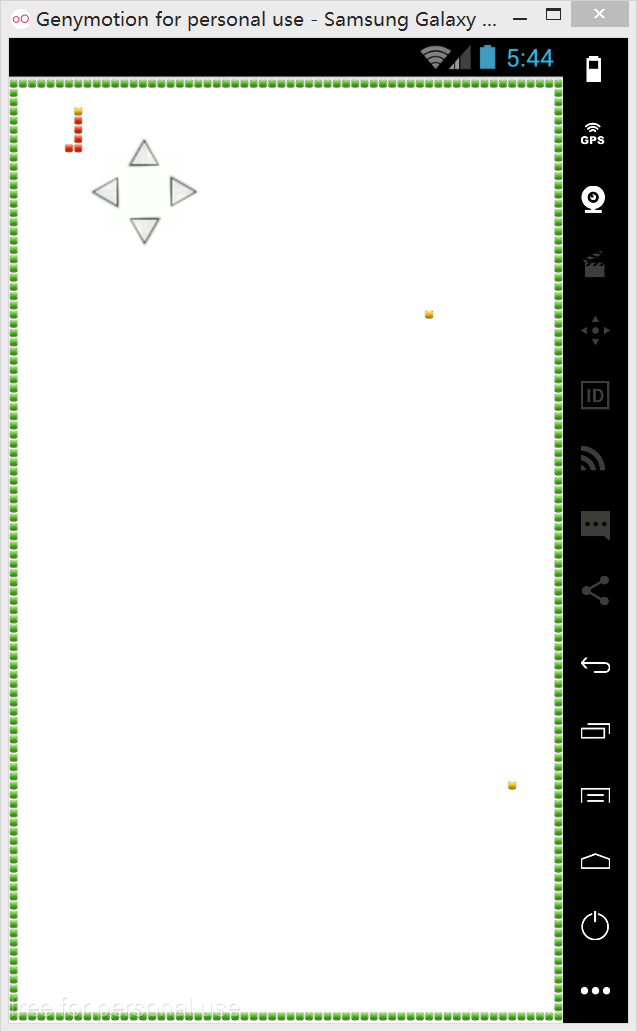 Genymotion for personal use - Samsung Galaxy ...
5:44
GPS
ID
free for personal use